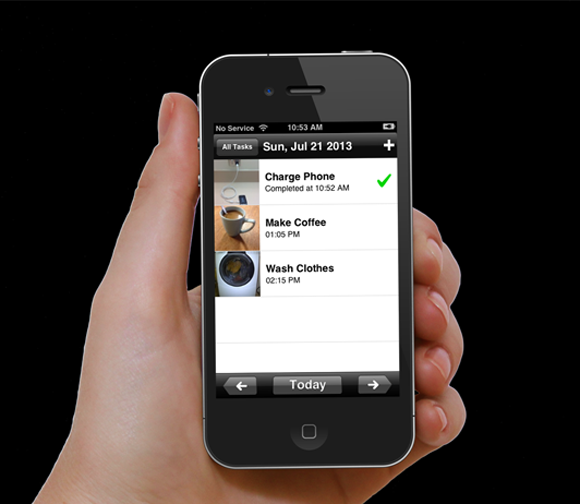 No Service 10:53 AM
All Tasks Sun, Jul 21 2013 +
Charge Phone
Completed at 10:52 AM
Make Coffee
01:05 PM
Wash Clothes
02:15 PM
Today